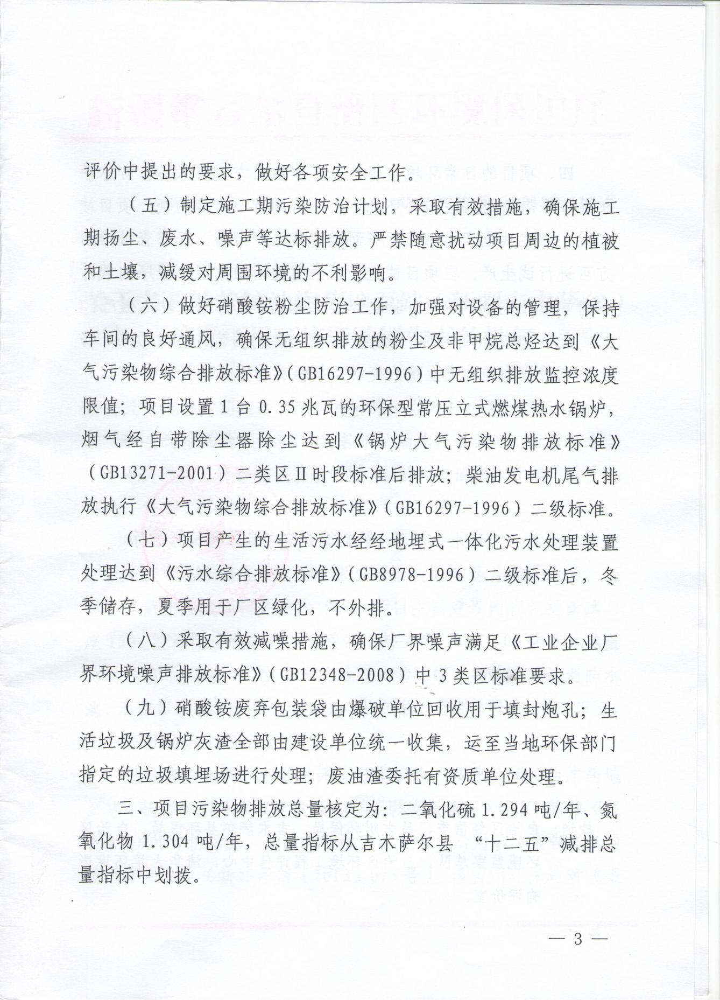 评价中提出的要求，做好各项安全工作。
（五）制定施工期污染防治计划，采取有效措施，确保施工
期扬尘、废水、噪声等达标排放。严禁随意扰动项目周边的植被
和土壤，减缓对周围环境的不利影响。
（六）做好硝酸铵粉尘防治工作，加强对设备的管理，保持
车间的良好通风，确保无组织排放的粉尘及非甲烷总烃达到《大
气污染物综合排放标准》（GB16297-1996）中无组织排放监控浓度
限值；项目设置1台0.35兆瓦的环保型常压立式燃煤热水锅炉，
烟气经自带除尘器除尘达到《锅炉大气污染物排放标准》
（GB13271-2001）二类区Ⅱ时段标准后排放；柴油发电机尾气排
放执行《大气污染物综合排放标准》（GB16297-1996）二级标准。
（七）项目产生的生活污水经经地埋式一体化污水处理装置
处理达到《污水综合排放标准》（GB8978-1996）二级标准后，冬
季储存，夏季用于厂区绿化，不外排。
（八）采取有效减噪措施，确保厂界噪声满足《工业企业厂
界环境噪声排放标准》（GB12348-2008）中3类区标准要求。
（九）硝酸铵废弃包装袋由爆破单位回收用于填封炮孔；生
活垃圾及锅炉灰渣全部由建设单位统一收集，运至当地环保部门
指定的垃圾填埋场进行处理；废油渣委托有资质单位处理。
三、项目污染物排放总量核定为：二氧化硫1.294吨/年、氮
氧化物1.304吨/年，总量指标从吉木萨尔县“十二五”减排总
量指标中划拨。
— 3 —